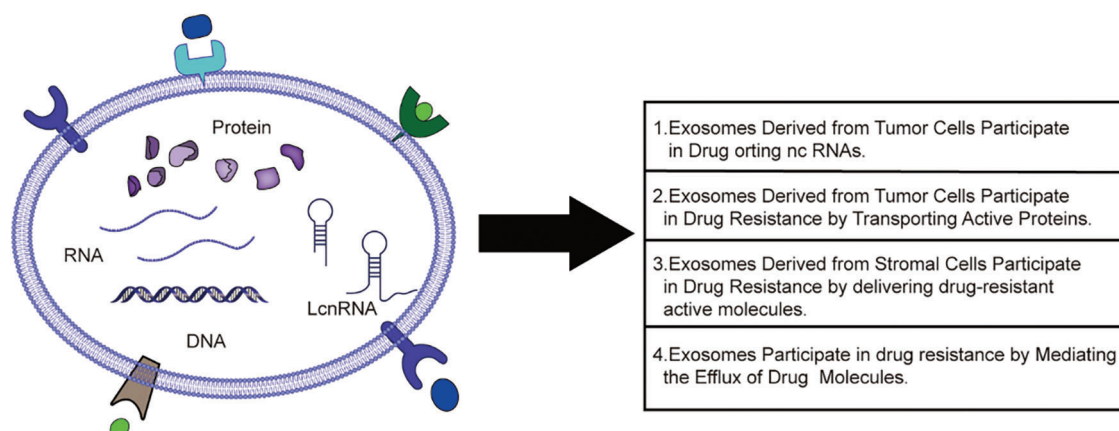 Protein
RNA
LcnRNA
DNA
1.Exosomes Derived from Tumor Cells Participate
in Drug orting nc RNAs.
2.Exosomes Derived from Tumor Cells Participate
in Drug Resistance by Transporting Active Proteins.
3.Exosomes Derived from Stromal Cells Participate
in Drug Resistance by delivering drug-resistant
active molecules.
4.Exosomes Participate in drug resistance by Mediating
the Efflux of Drug Molecules.